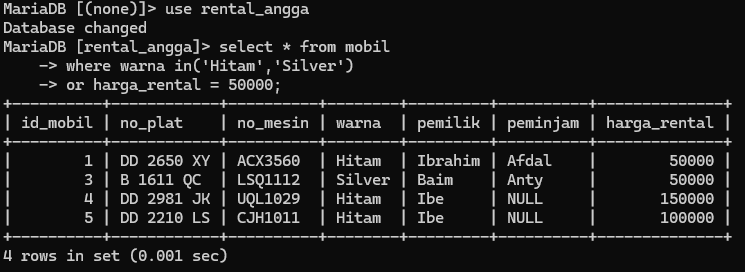 MariaDB [(none)]> use rental_angga
Database changed
MariaDB [rental_angga]> select * from mobil
    -> where warna in('Hitam','Silver')
    -> or harga_rental = 50000;
+----------+------------+----------+--------+---------+----------+--------------+
| id_mobil | no_plat    | no_mesin | warna  | pemilik | peminjam | harga_rental |
+----------+------------+----------+--------+---------+----------+--------------+
|        1 | DD 2650 XY | ACX3560  | Hitam  | Ibrahim | Afdal    |        50000 |
|        3 | B 1611 QC  | LSQ1112  | Silver | Baim    | Anty     |        50000 |
|        4 | DD 2981 JK | UQL1029  | Hitam  | Ibe     | NULL     |       150000 |
|        5 | DD 2210 LS | CJH1011  | Hitam  | Ibe     | NULL     |       100000 |
+----------+------------+----------+--------+---------+----------+--------------+
4 rows in set (0.001 sec)